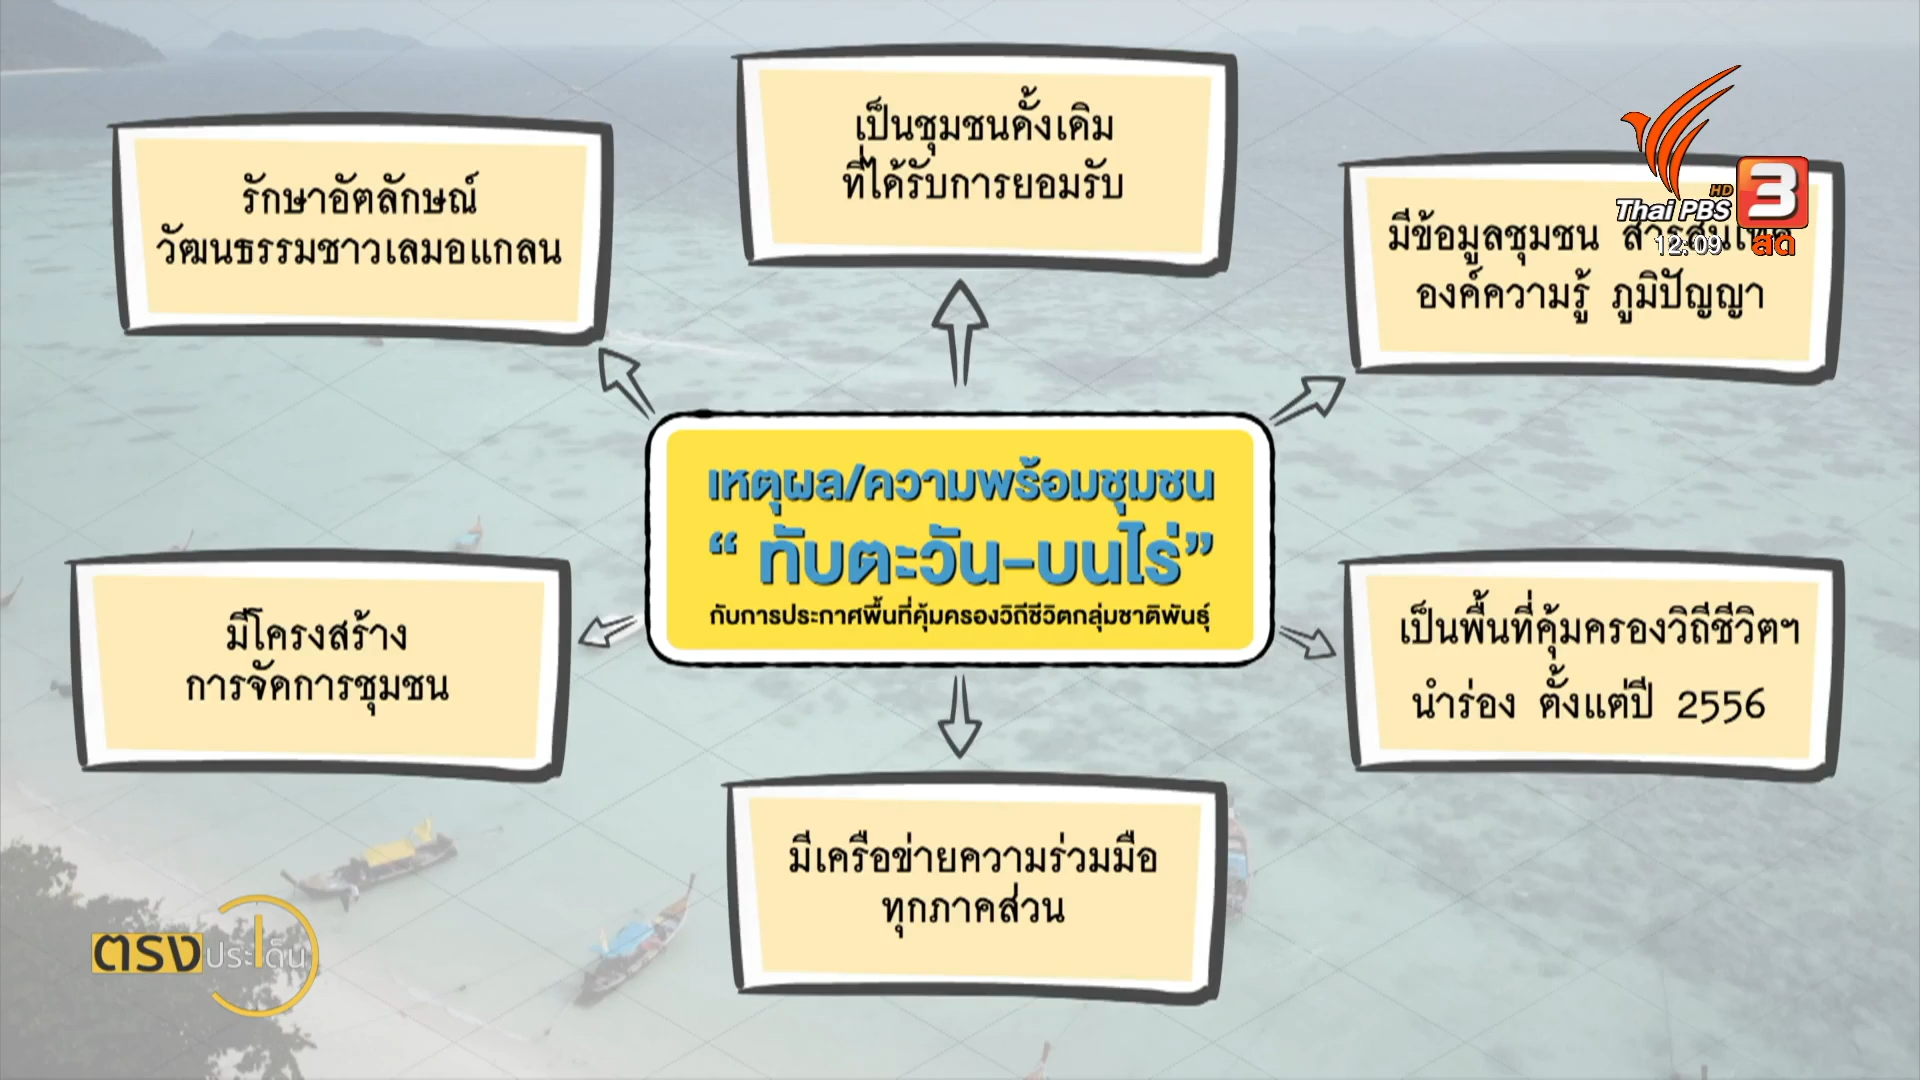 เป็นชุมชนดั้งเดิม
ที่ได้รับการยอมรับ
รักษาอัตลักษณ์
วัฒนธรรมชาวเลมอแกลน
Thai PBS HD 3
12:09 สด
มีข้อมูลชุมชน สารสนเทศ
องค์ความรู้ ภูมิปัญญา
เหตุผล/ความพร้อมชุมชน
“ ทับตะวัน-บนไร่”
กับการประกาศพื้นที่คุ้มครองวิถีชีวิตกลุ่มชาติพันธุ์
มีโครงสร้าง
การจัดการชุมชน
เป็นพื้นที่คุ้มครองวิถีชีวิตฯ
นำร่อง ตั้งแต่ปี 2556
มีเครือข่ายความร่วมมือ
ทุกภาคส่วน
ตรงประเด็น